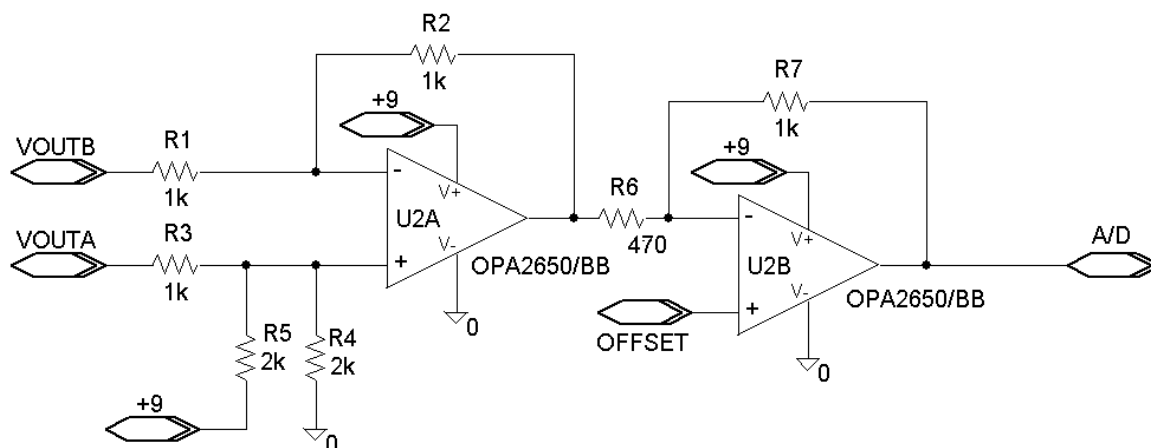 R2
1k
R7
1k
+9
VOUTB
R1
1k
-
V+
U2A
V-
+
OPA2650/BB
0
VOUTA
R3
1k
R6
470
+9
-
V+
U2B
V-
+
OPA2650/BB
0
OFFSET
A/D
R5
2k
R4
2k
+9
0